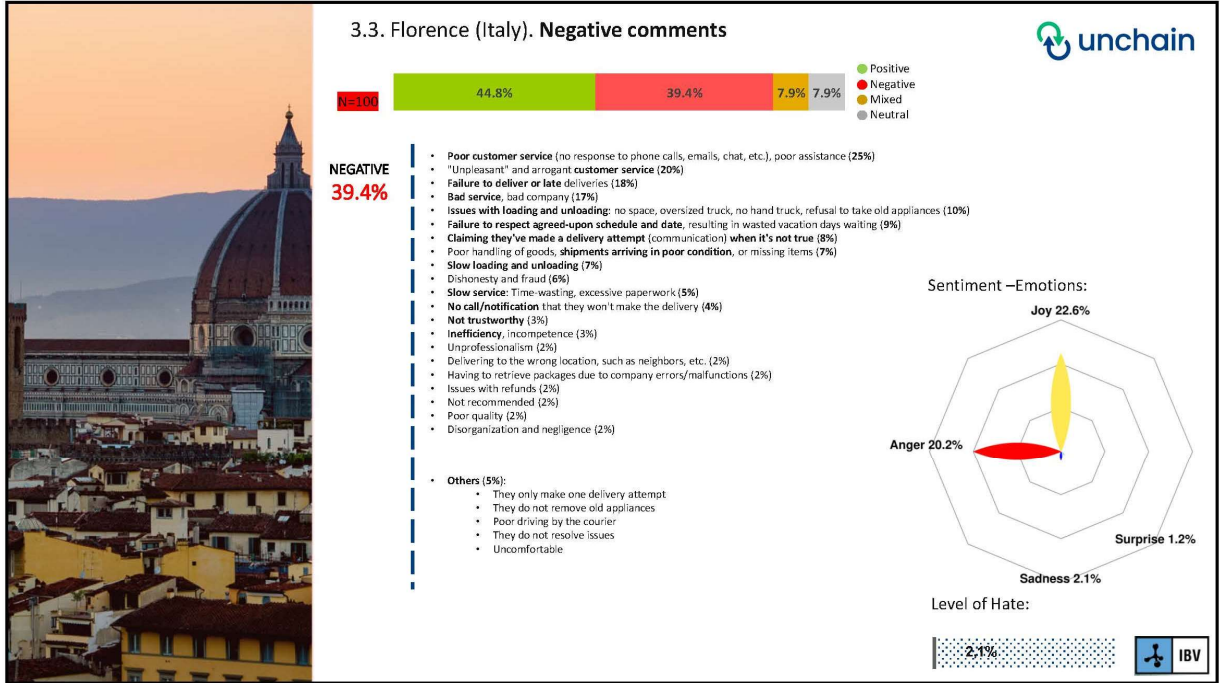 3.3. Florence (Italy). Negative comments
unchain
Positive
Negative
Mixed
Neutral
N=100
44.8%
39.4%
7.9%
7.9%
NEGATIVE
39.4%
• Poor customer service (no response to phone calls, emails, chat, etc.), poor assistance (25%)
• "Unpleasant" and arrogant customer service (20%)
• Failure to deliver or late deliveries (18%)
• Bad service, bad company (17%)
• Issues with loading and unloading: no space, oversized truck, no hand truck, refusal to take old appliances (10%)
• Failure to respect agreed-upon schedule and date, resulting in wasted vacation days waiting (9%)
• Claiming they've made a delivery attempt (communication) when it's not true (8%)
• Poor handling of goods, shipments arriving in poor condition, or missing items (7%)
• Slow loading and unloading (7%)
• Dishonesty and fraud (6%)
• Slow service: Time-wasting, excessive paperwork (5%)
• No call/notification that they won't make the delivery (4%)
• Not trustworthy (3%)
• Inefficiency, incompetence (3%)
• Unprofessionalism (2%)
• Delivering to the wrong location, such as neighbors, etc. (2%)
• Having to retrieve packages due to company errors/malfunctions (2%)
• Issues with refunds (2%)
• Not recommended (2%)
• Poor quality (2%)
• Disorganization and negligence (2%)
• Others (5%):
• They only make one delivery attempt
• They do not remove old appliances
• Poor driving by the courier
• They do not resolve issues
• Uncomfortable
Sentiment –Emotions:
Joy 22.6%
Anger 20.2%
Surprise 1.2%
Sadness 2.1%
Level of Hate:
2,1%
IBV